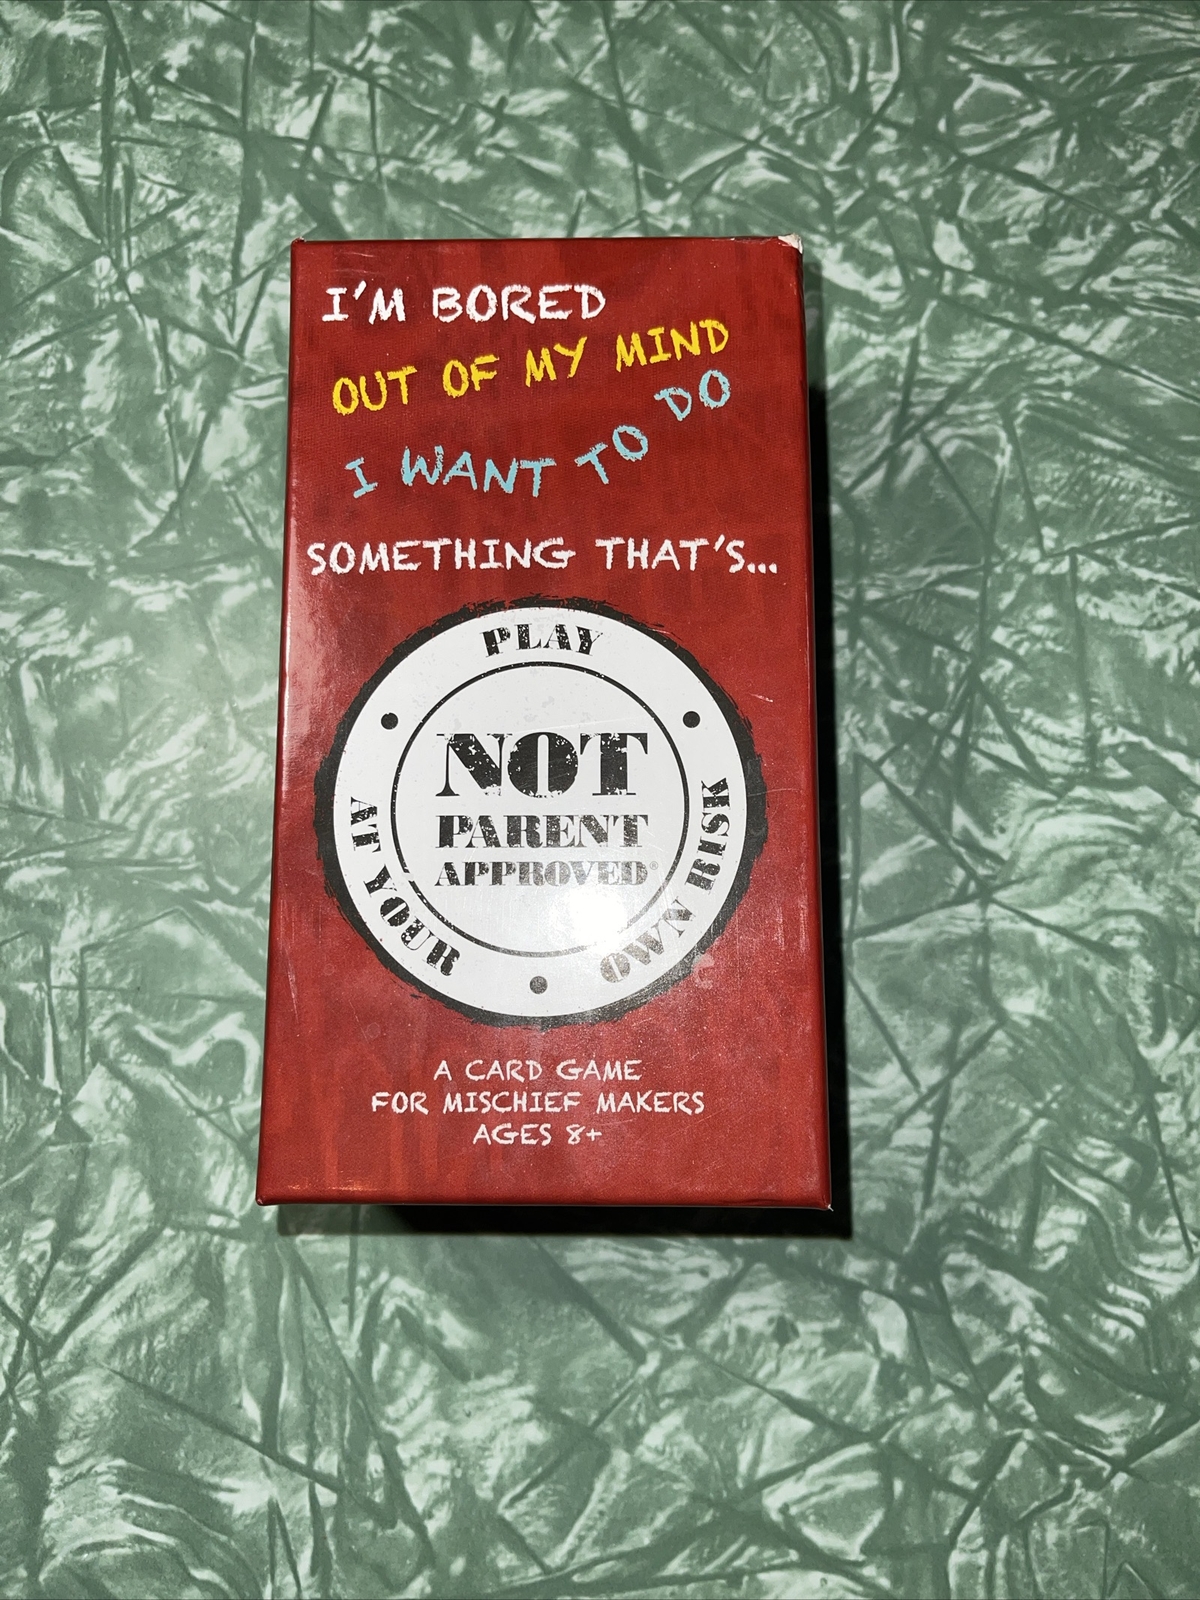 I'M BORED
OUT OF MY MIND
I WANT TO DO
SOMETHING THAT'S...
PLAY
AT YOUR
OWN RISK
NOT
PARENT
APPROVED®
A CARD GAME
FOR MISCHIEF MAKERS
AGES 8+